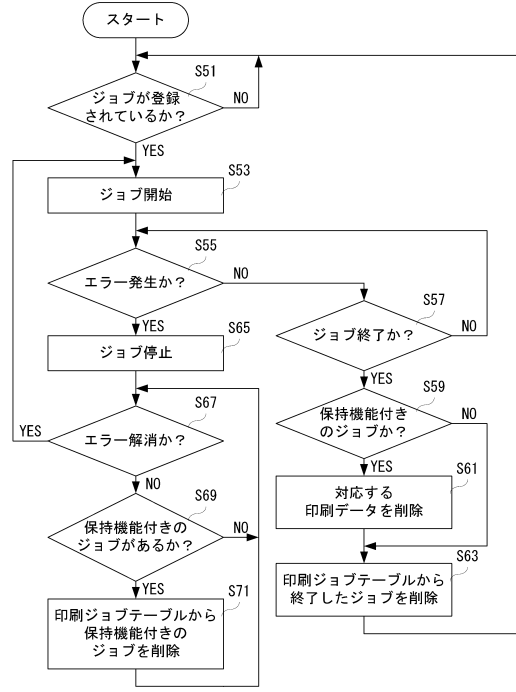 スタート
S51
ジョブが登録
されているか?
NO
YES
S53
ジョブ開始
S55
エラー発生か?
NO
YES
S57
ジョブ終了か?
NO
YES
S65
ジョブ停止
S59
保持機能付き
のジョブか?
NO
YES
S67
エラー解消か?
YES
NO
S61
対応する
印刷データを削除
S69
保持機能付きの
ジョブがあるか?
NO
YES
S63
印刷ジョブテーブルから
終了したジョブを削除
S71
印刷ジョブテーブルから
保持機能付きの
ジョブを削除